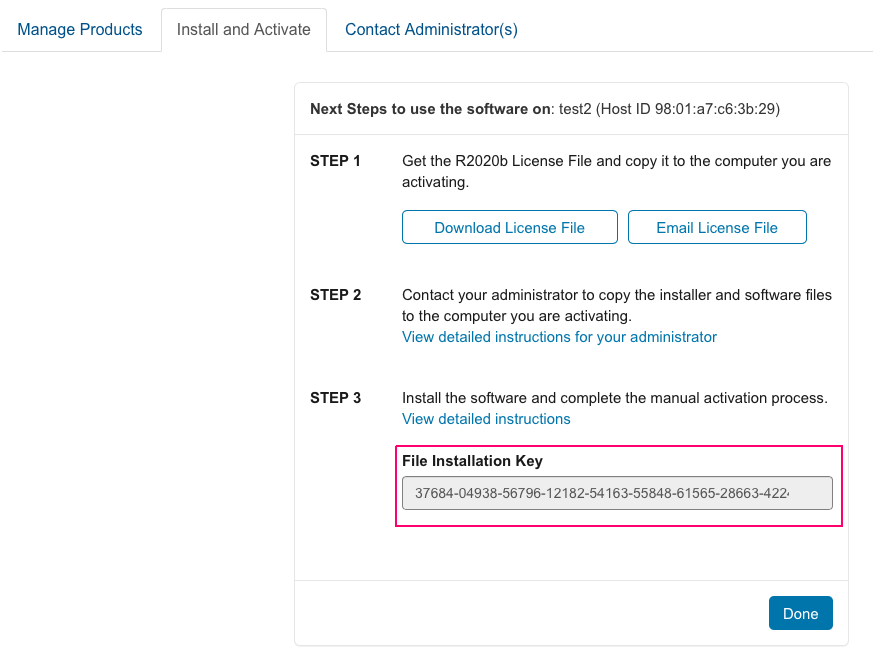 Manage Products
Install and Activate
Contact Administrator(s)
Next Steps to use the software on: test2 (Host ID 98:01:a7:c6:3b:29)
STEP 1
Get the R2020b License File and copy it to the computer you are
activating.
Download License File
Email License File
STEP 2
Contact your administrator to copy the installer and software files
to the computer you are activating.
View detailed instructions for your administrator
STEP 3
Install the software and complete the manual activation process.
View detailed instructions
File Installation Key
37684-04938-56796-12182-54163-55848-61565-28663-422
Done